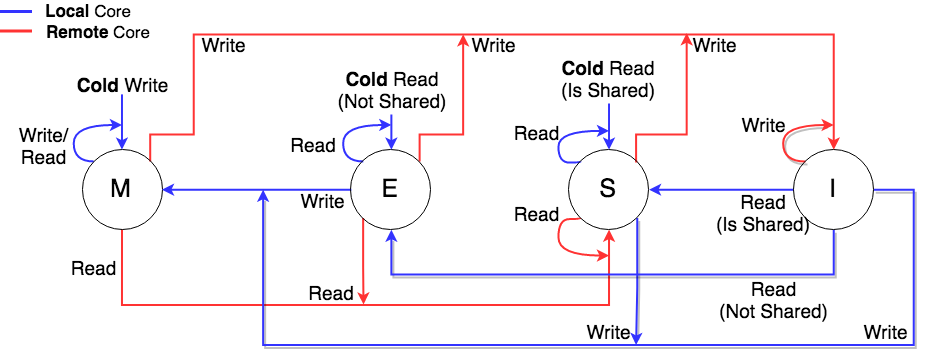 Local Core
Remote Core
Write
Write
Write
Cold Write
Cold Read
(Not Shared)
Cold Read
(Is Shared)
Write/
Read
Read
Read
Write
M
E
S
I
Write
Read
(Is Shared)
Read
Read
Read
Read
(Not Shared)
Write
Write